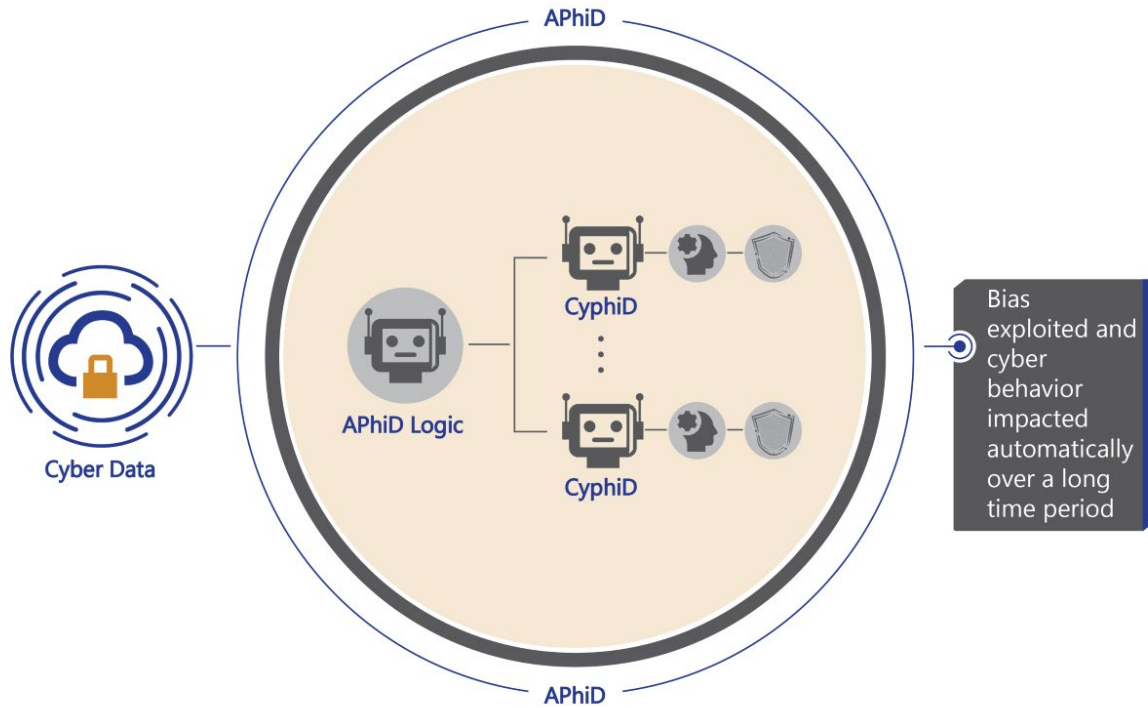 APhiD
CyphiD
APhiD Logic
CyphiD
Cyber Data
Bias
exploited and
cyber
behavior
impacted
automatically
over a long
time period
APhiD